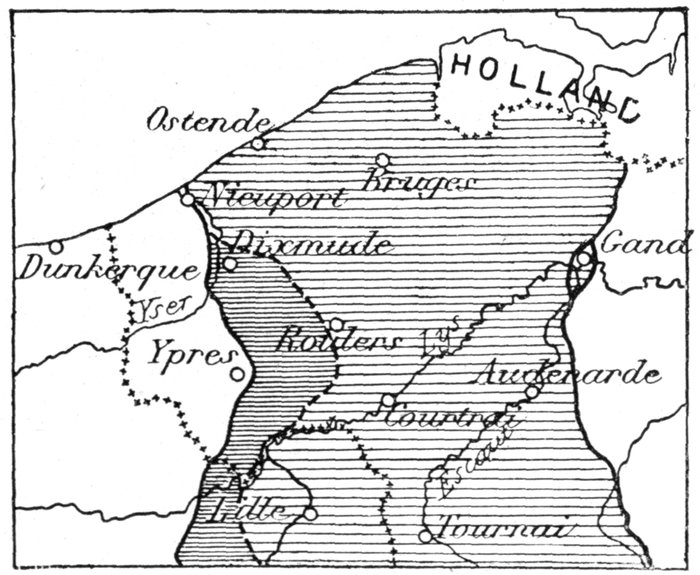 HOLLAND
Ostende
Bruges
Nieuport
Dixmude
Gand
Dunkerque
Yser
Roulers
Lys
Ypres
Audenarde
Courtrai
Escaut
Lille
Tournai